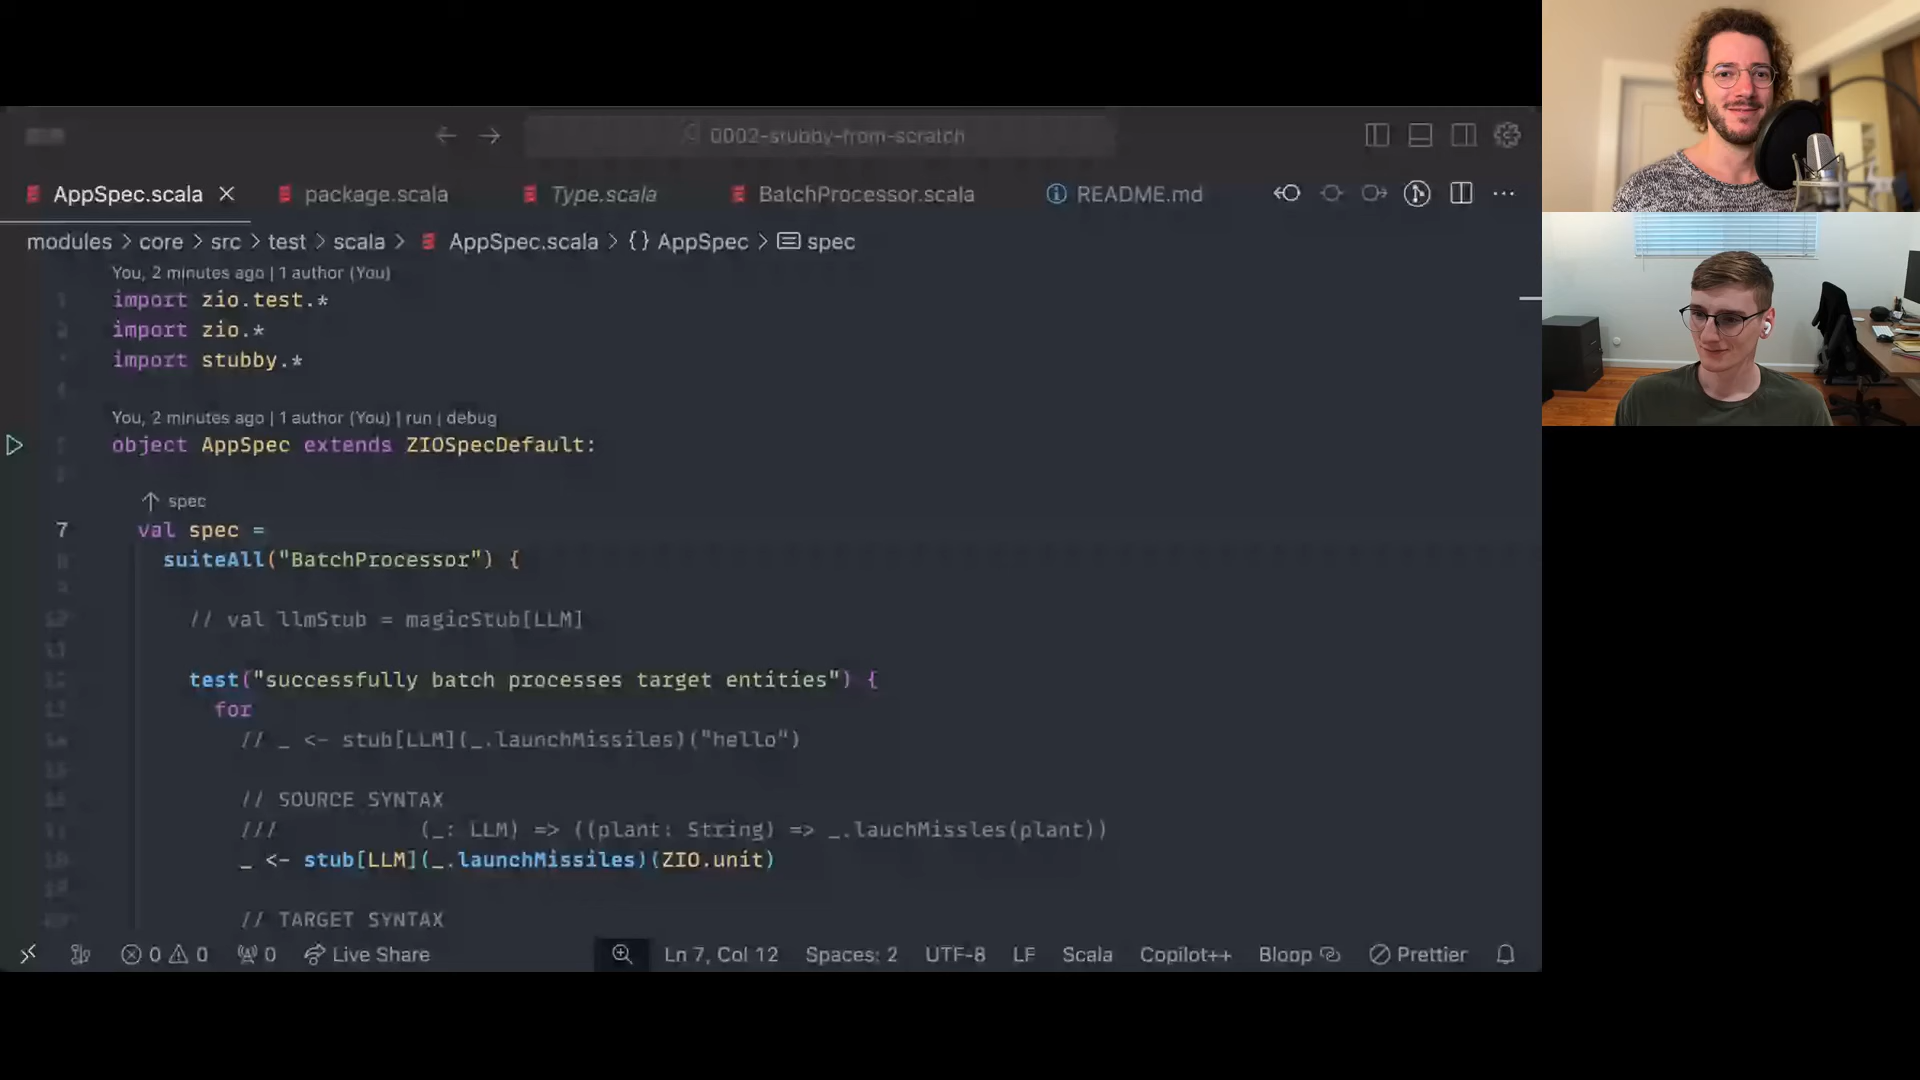 0002-stubby-from-scratch
AppSpec.scala
package.scala
Type.scala
BatchProcessor.scala
README.md
modules > core > src > test > scala > AppSpec.scala > {} AppSpec > spec
You, 2 minutes ago | 1 author (You)
import zio.test.*
import zio.*
import stubby.*
You, 2 minutes ago | 1 author (You) | run | debug
object AppSpec extends ZIOSpecDefault:
spec
7 val spec =
suiteAll("BatchProcessor") {
// val llmStub = magicStub[LLM]
test("successfully batch processes target entities") {
for
// _ <- stub[LLM](_.launchMissiles)("hello")
// SOURCE SYNTAX
/// (_: LLM) => ((plant: String) => _.lauchMissles(plant))
_ <- stub[LLM](_.launchMissiles)(ZIO.unit)
// TARGET SYNTAX
0 0 0 Live Share Ln 7, Col 12 Spaces: 2 UTF-8 LF Scala Copilot++ Bloop Prettier